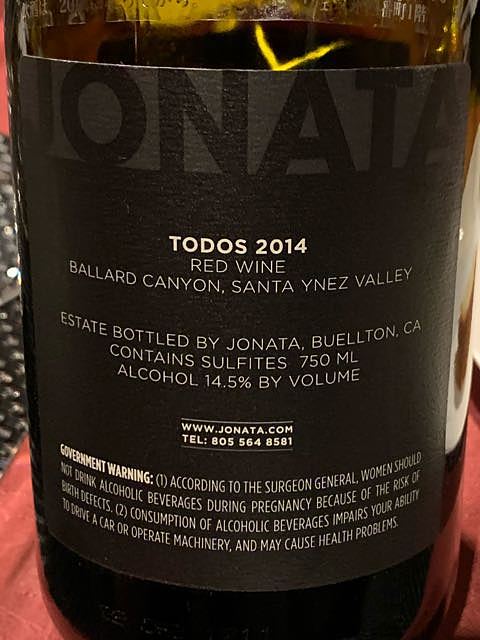 JONATA
TODOS 2014
RED WINE
BALLARD CANYON, SANTA YNEZ VALLEY
ESTATE BOTTLED BY JONATA, BUELLTON, CA
CONTAINS SULFITES 750 ML
ALCOHOL 14.5% BY VOLUME
WWW.JONATA.COM
TEL: 805 564 8581
GOVERNMENT WARNING: (1) ACCORDING TO THE SURGEON GENERAL, WOMEN SHOULD
NOT DRINK ALCOHOLIC BEVERAGES DURING PREGNANCY BECAUSE OF THE RISK OF
BIRTH DEFECTS. (2) CONSUMPTION OF ALCOHOLIC BEVERAGES IMPAIRS YOUR ABILITY
TO DRIVE A CAR OR OPERATE MACHINERY, AND MAY CAUSE HEALTH PROBLEMS.